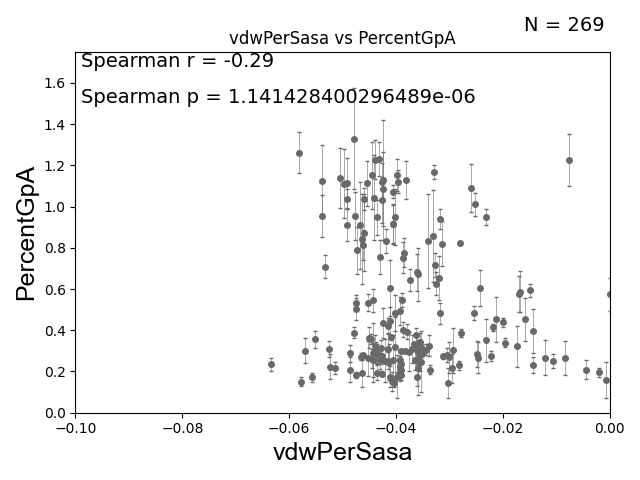 N = 269
vdwPerSasa vs PercentGpA
Spearman r = -0.29
Spearman p = 1.141428400296489e-06
PercentGpA
1.6
1.4
1.2
1.0
0.8
0.6
0.4
0.2
0.0
−0.10 −0.08 −0.06 −0.04 −0.02 0.00
vdwPerSasa